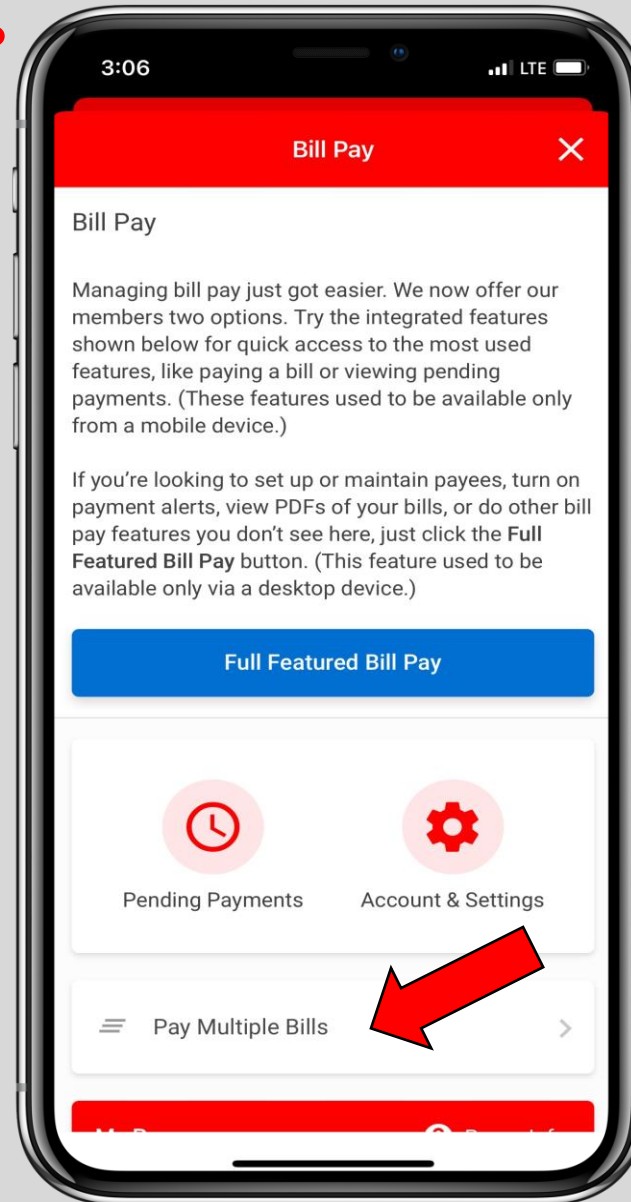 3:06
LTE
Bill Pay
Bill Pay
Managing bill pay just got easier. We now offer our
members two options. Try the integrated features
shown below for quick access to the most used
features, like paying a bill or viewing pending
payments. (These features used to be available only
from a mobile device.)
If you’re looking to set up or maintain payees, turn on
payment alerts, view PDFs of your bills, or do other bill
pay features you don’t see here, just click the Full
Featured Bill Pay button. (This feature used to be
available only via a desktop device.)
Full Featured Bill Pay
Pending Payments
Account & Settings
Pay Multiple Bills